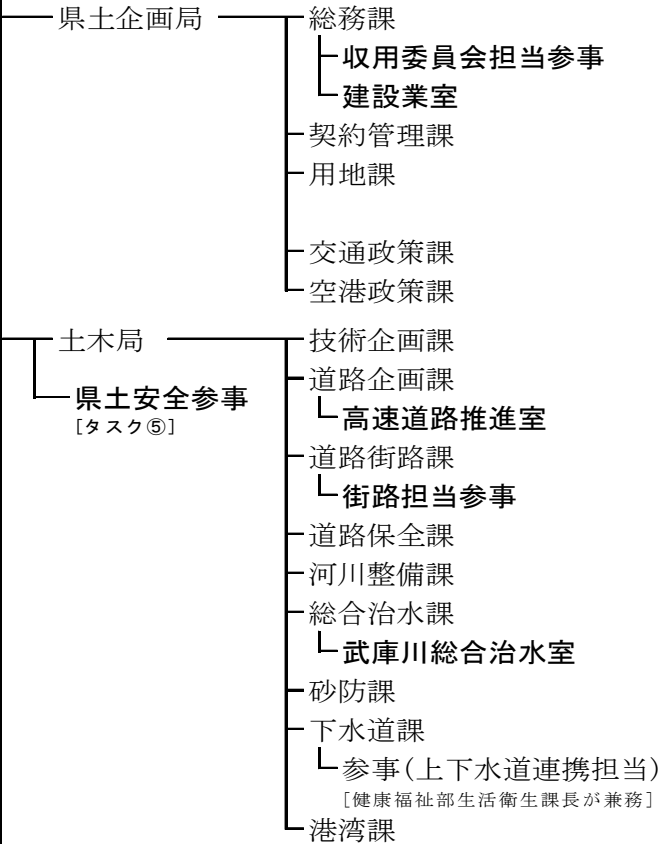 県土企画局 総務課
収用委員会担当参事
建設業室
契約管理課
用地課
交通政策課
空港政策課
土木局 技術企画課
道路企画課
県土安全参事 高速道路推進室
[タスク⑤]
道路街路課
街路担当参事
道路保全課
河川整備課
総合治水課
武庫川総合治水室
砂防課
下水道課
参事(上下水道連携担当)
[健康福祉部生活衛生課長が兼務]
港湾課